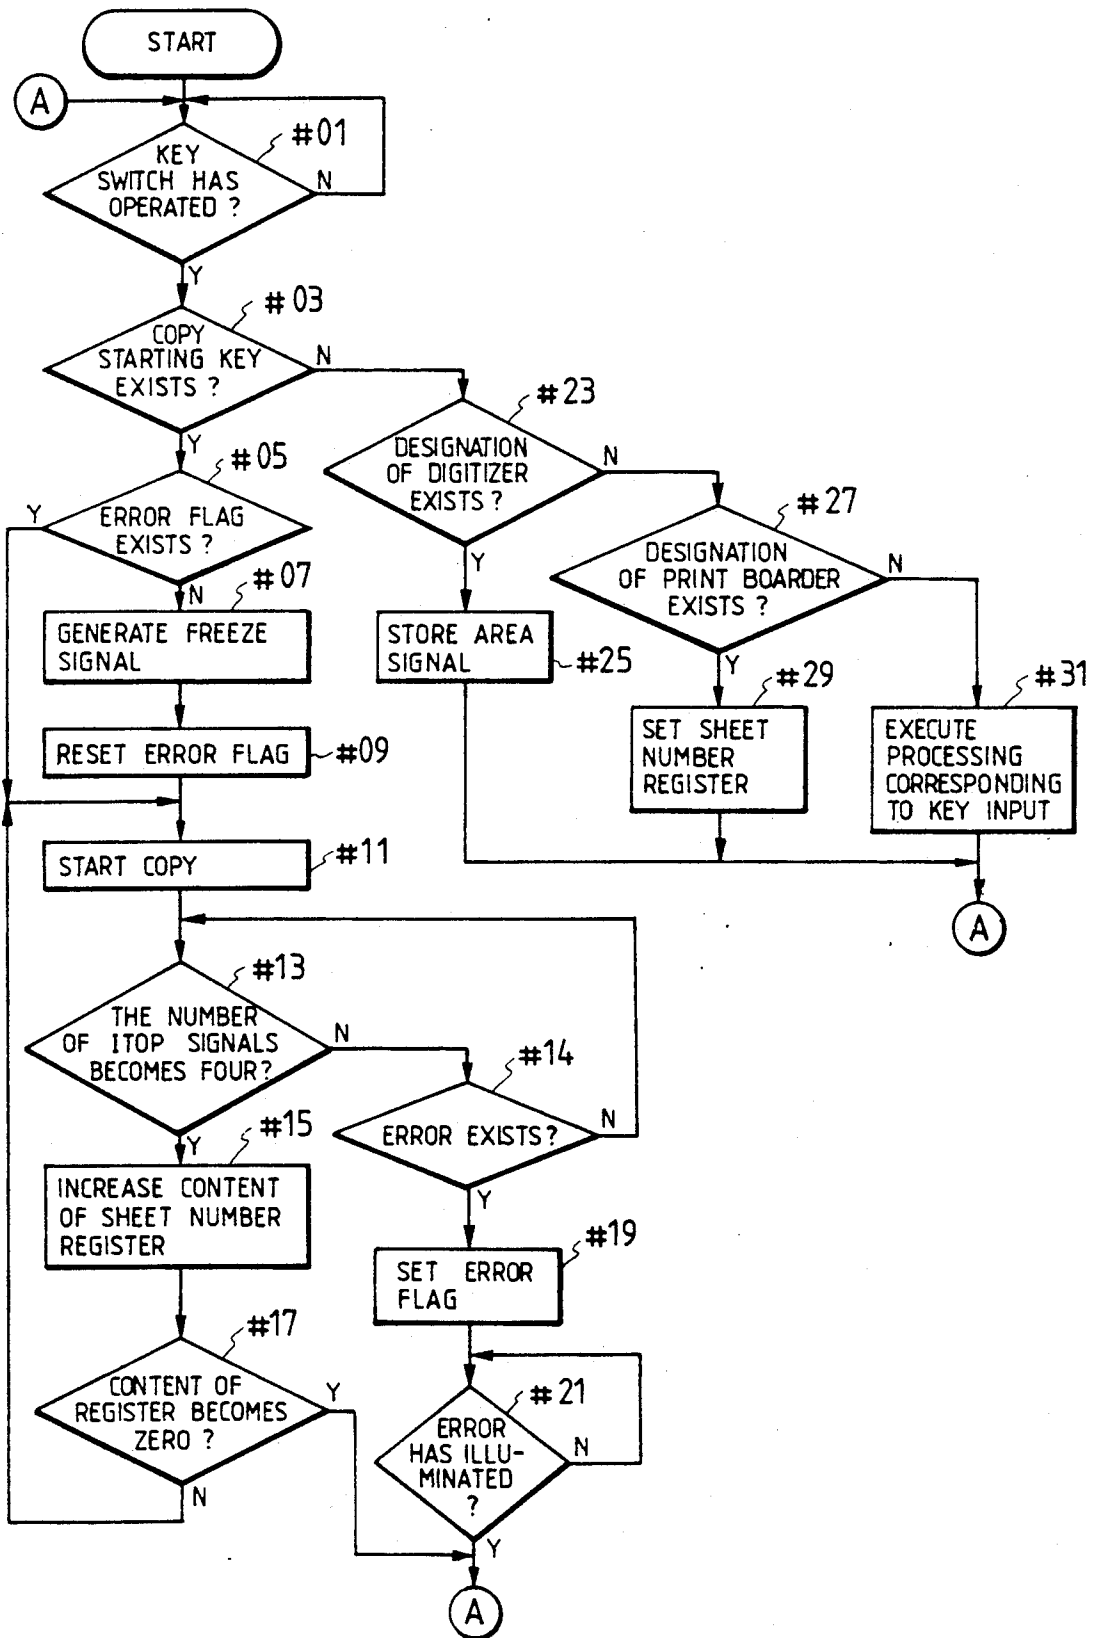 START
A
#01
KEY
SWITCH HAS
OPERATED ?
N
Y
#03
COPY
STARTING KEY
EXISTS ?
N
Y
#05
ERROR FLAG
EXISTS ?
Y
N
#07
GENERATE FREEZE
SIGNAL
RESET ERROR FLAG
#09
START COPY
#11
#13
THE NUMBER
OF ITOP SIGNALS
BECOMES FOUR?
N
Y
#15
INCREASE CONTENT
OF SHEET NUMBER
REGISTER
#17
CONTENT OF
REGISTER BECOMES
ZERO ?
Y
N
#14
ERROR EXISTS?
N
Y
#19
SET ERROR
FLAG
#21
ERROR
HAS ILLU-
MINATED
?
N
Y
A
#23
DESIGNATION
OF DIGITIZER
EXISTS ?
N
Y
STORE AREA
SIGNAL
#25
#27
DESIGNATION
OF PRINT BOARDER
EXISTS ?
N
Y
#29
SET SHEET
NUMBER
REGISTER
#31
EXECUTE
PROCESSING
CORRESPONDING
TO KEY INPUT
A